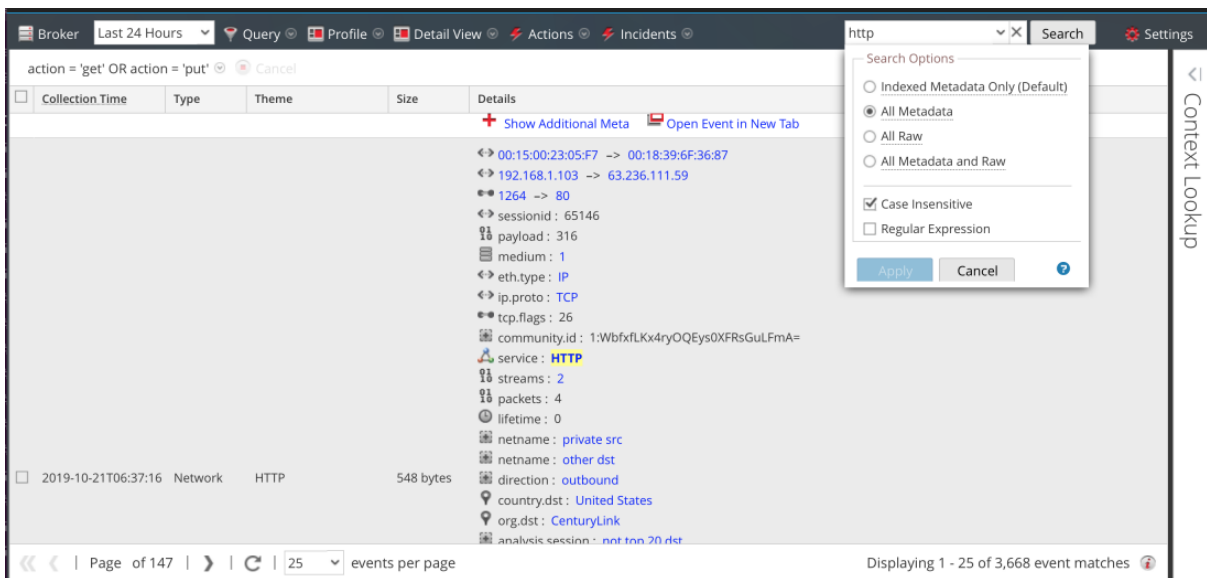 Broker Last 24 Hours Query Profile Detail View Actions Incidents http Search Settings
action = 'get' OR action = 'put' Cancel
Search Options
Indexed Metadata Only (Default)
All Metadata
All Raw
All Metadata and Raw
Case Insensitive
Regular Expression
Apply Cancel
Context Lookup
Collection Time Type Theme Size Details
Show Additional Meta Open Event in New Tab
00:15:00:23:05:F7 -> 00:18:39:6F:36:87
192.168.1.103 -> 63.236.111.59
1264 -> 80
sessionid : 65146
payload : 316
medium : 1
eth.type : IP
ip.proto : TCP
tcp.flags : 26
community.id : 1:WbfxfLKx4ryOQEys0XFRsGuLFmA=
service : HTTP
streams : 2
packets : 4
lifetime : 0
netname : private src
netname : other dst
2019-10-21T06:37:16 Network HTTP 548 bytes direction : outbound
country.dst : United States
org.dst : CenturyLink
analysis.session : not top 20 dst
Page of 147 25 events per page Displaying 1 - 25 of 3,668 event matches